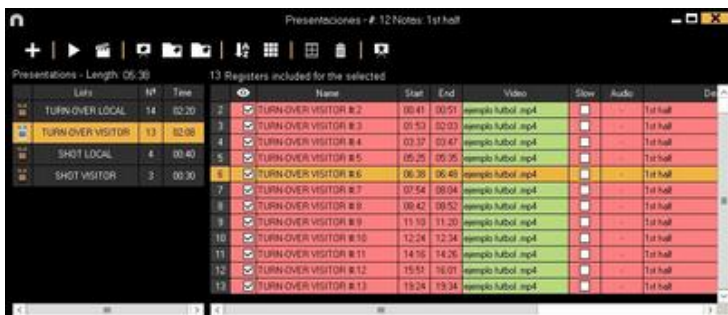 Presentaciones - #: 12 Notes: 1st half
Presentations - Length: 05:38
13 Registers included for the selected
Lists Nº Time
TURN-OVER LOCAL 14 02:20
TURN-OVER VISITOR 13 02:08
SHOT LOCAL 4 00:40
SHOT VISITOR 3 00:30
Name Start End Video Slow Audio De
2 TURN-OVER VISITOR #:2 00:41 00:51 ejemplo futbol .mp4 - 1st half
3 TURN-OVER VISITOR #:3 01:53 02:03 ejemplo futbol .mp4 - 1st half
4 TURN-OVER VISITOR #:4 03:37 03:47 ejemplo futbol .mp4 - 1st half
5 TURN-OVER VISITOR #:5 05:25 05:35 ejemplo futbol .mp4 - 1st half
6 TURN-OVER VISITOR #:6 06:38 06:48 ejemplo futbol .mp4 - 1st half
7 TURN-OVER VISITOR #:7 07:54 08:04 ejemplo futbol .mp4 - 1st half
8 TURN-OVER VISITOR #:8 08:42 08:52 ejemplo futbol .mp4 - 1st half
9 TURN-OVER VISITOR #:9 11:10 11:20 ejemplo futbol .mp4 - 1st half
10 TURN-OVER VISITOR #:10 12:24 12:34 ejemplo futbol .mp4 - 1st half
11 TURN-OVER VISITOR #:11 14:16 14:26 ejemplo futbol .mp4 - 1st half
12 TURN-OVER VISITOR #:12 15:51 16:01 ejemplo futbol .mp4 - 1st half
13 TURN-OVER VISITOR #:13 19:24 19:34 ejemplo futbol .mp4 - 1st half